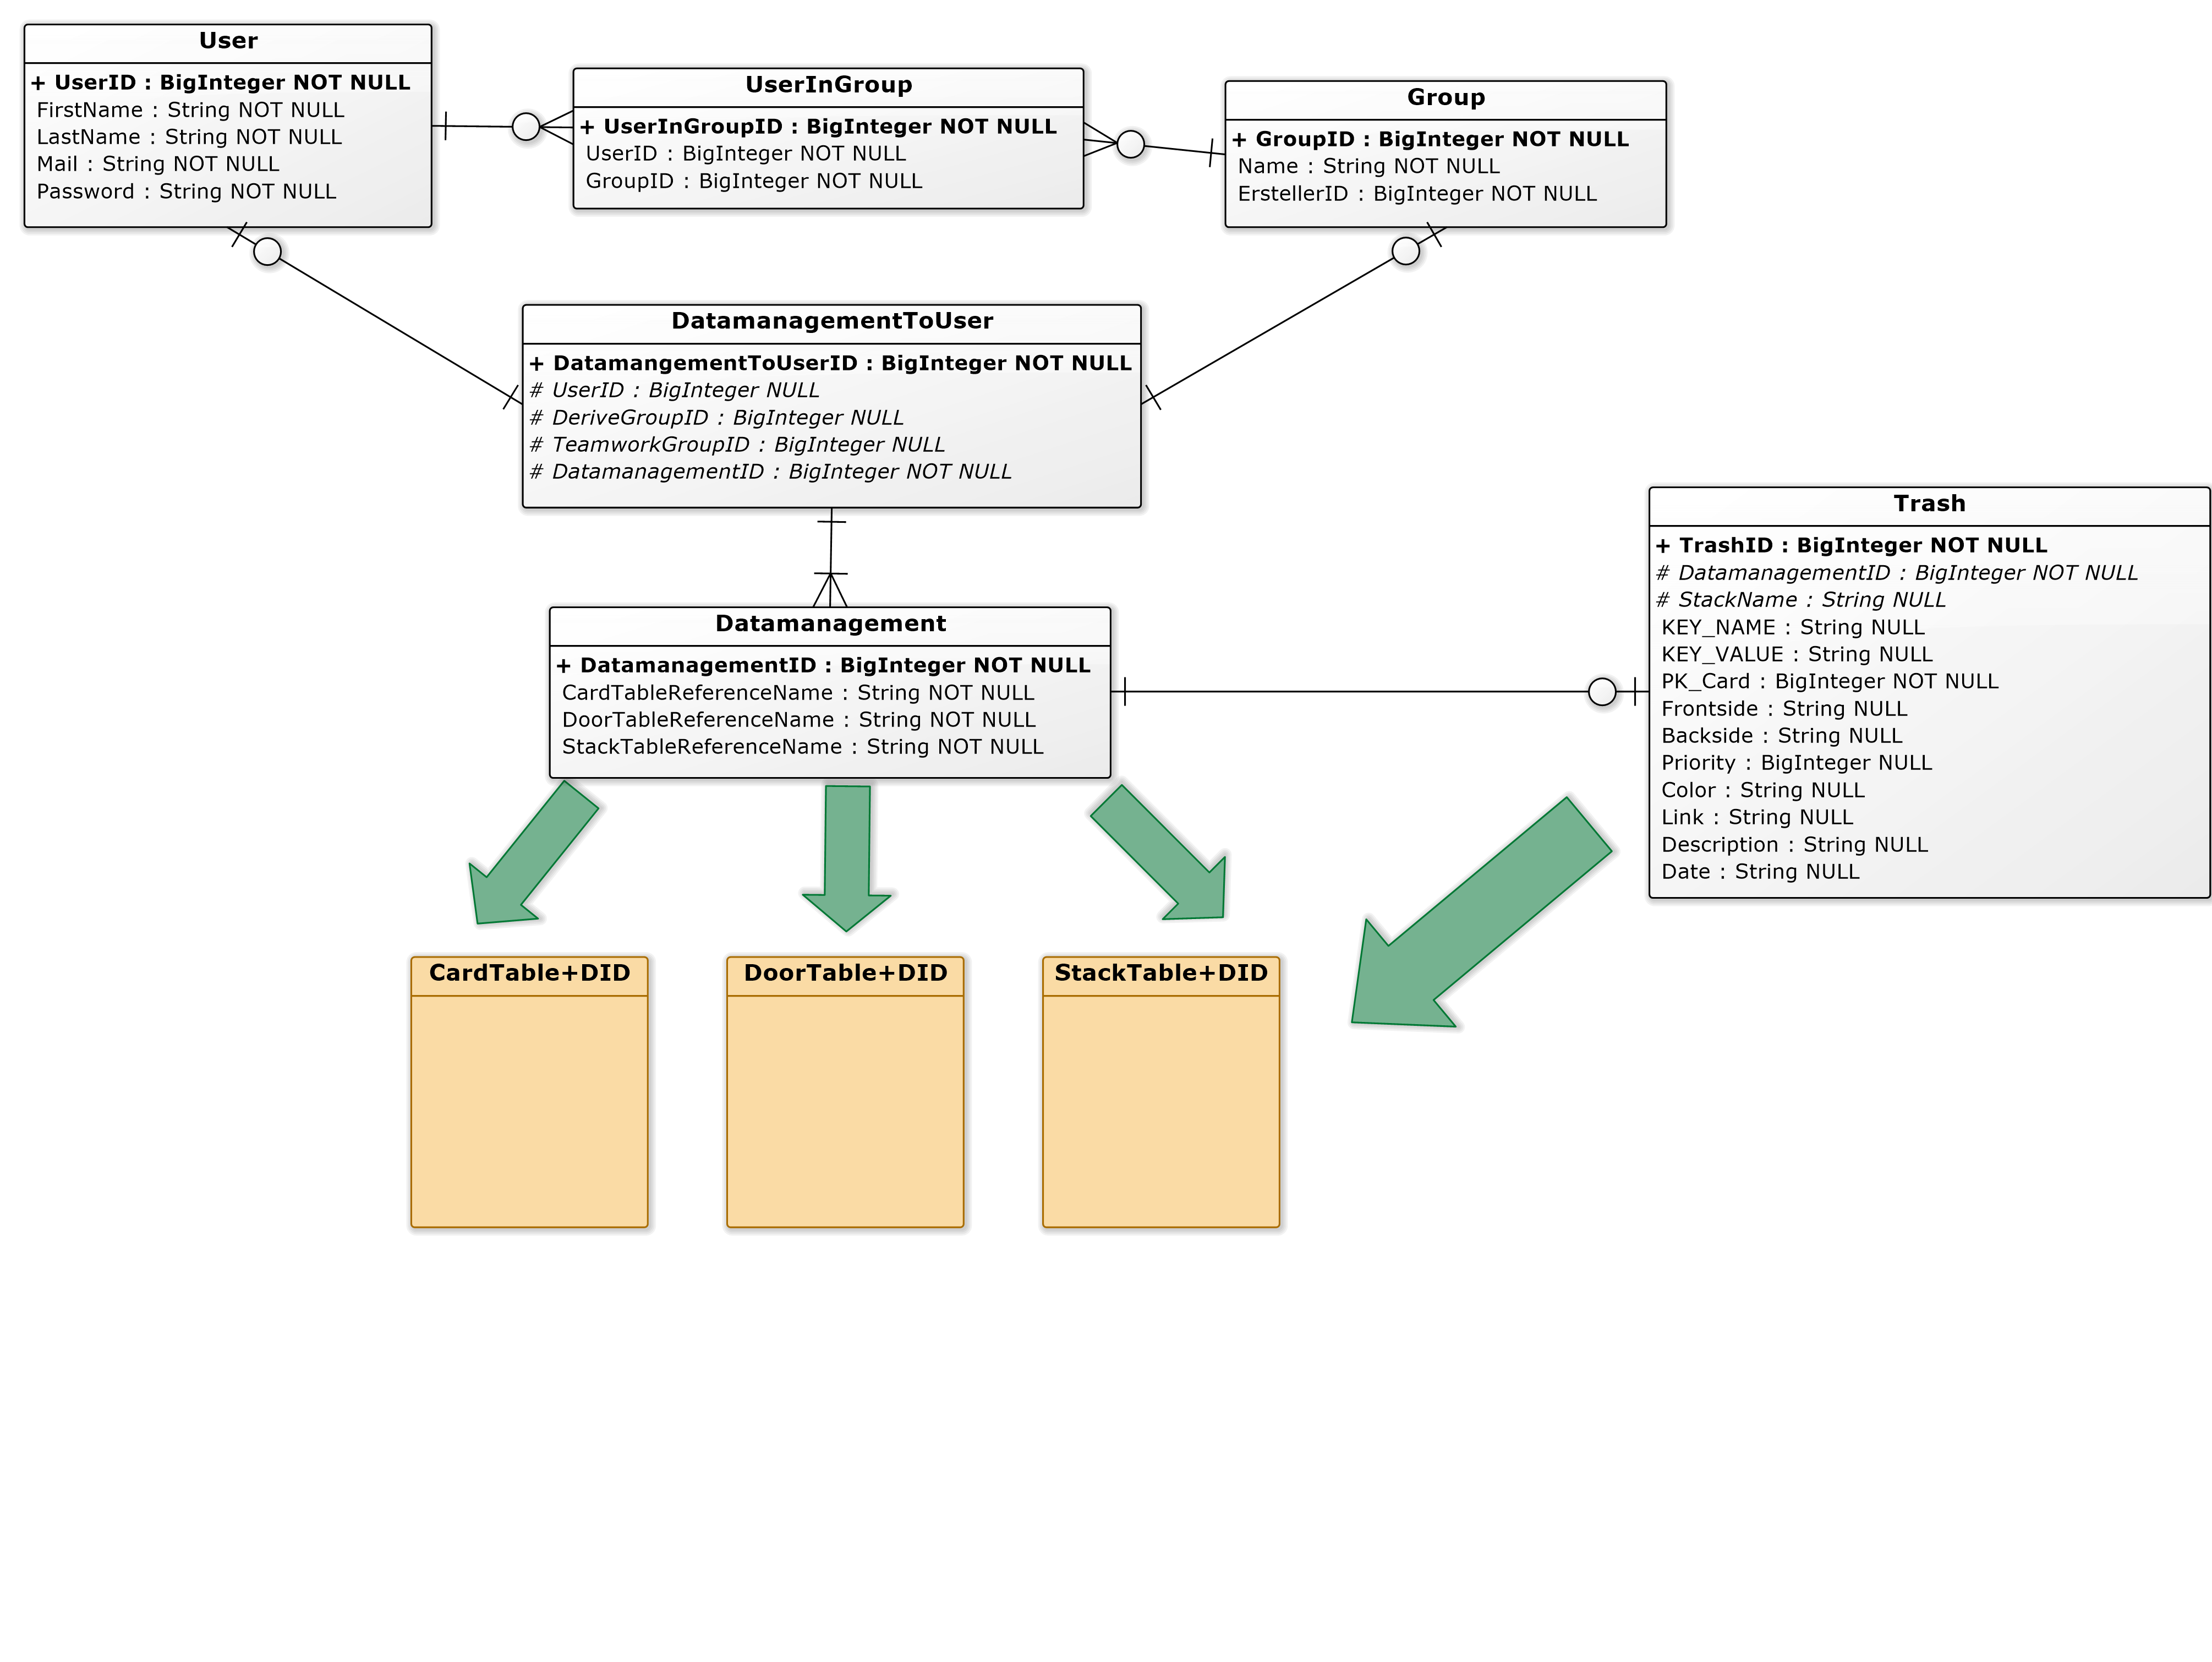 User
+ UserID : BigInteger NOT NULL
FirstName : String NOT NULL
LastName : String NOT NULL
Mail : String NOT NULL
Password : String NOT NULL
UserInGroup
+ UserInGroupID : BigInteger NOT NULL
UserID : BigInteger NOT NULL
GroupID : BigInteger NOT NULL
Group
+ GroupID : BigInteger NOT NULL
Name : String NOT NULL
ErstellerID : BigInteger NOT NULL
DatamanagementToUser
+ DatamangementToUserID : BigInteger NOT NULL
# UserID : BigInteger NULL
# DeriveGroupID : BigInteger NULL
# TeamworkGroupID : BigInteger NULL
# DatamanagementID : BigInteger NOT NULL
Datamanagement
+ DatamanagementID : BigInteger NOT NULL
CardTableReferenceName : String NOT NULL
DoorTableReferenceName : String NOT NULL
StackTableReferenceName : String NOT NULL
Trash
+ TrashID : BigInteger NOT NULL
# DatamanagementID : BigInteger NOT NULL
# StackName : String NULL
KEY_NAME : String NULL
KEY_VALUE : String NULL
PK_Card : BigInteger NOT NULL
Frontside : String NULL
Backside : String NULL
Priority : BigInteger NULL
Color : String NULL
Link : String NULL
Description : String NULL
Date : String NULL
CardTable+DID
DoorTable+DID
StackTable+DID